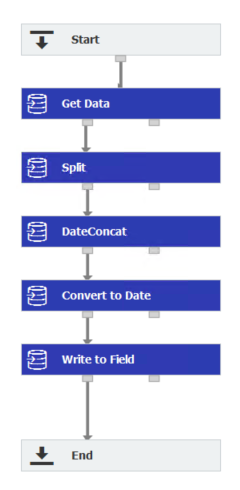 Start
Get Data
Split
DateConcat
Convert to Date
Write to Field
End